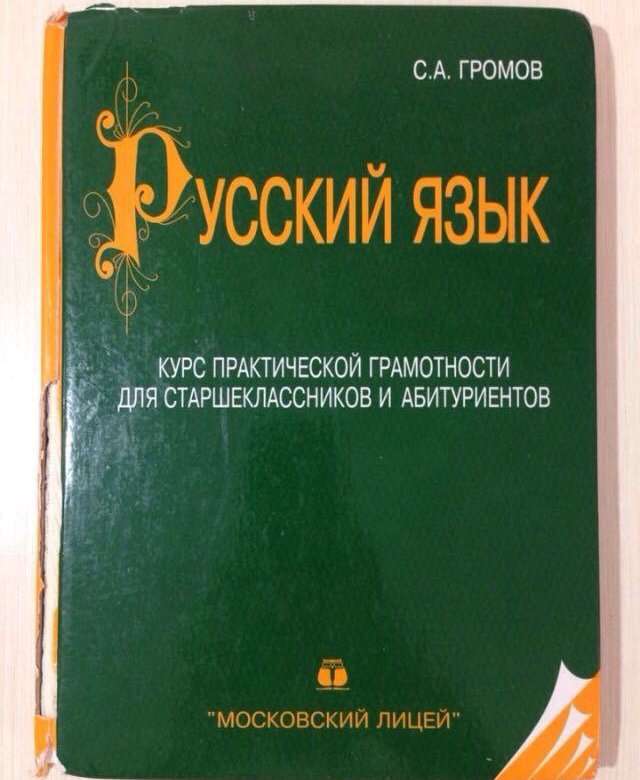 С.А. ГРОМОВ
РУССКИЙ ЯЗЫК
КУРС ПРАКТИЧЕСКОЙ ГРАМОТНОСТИ
ДЛЯ СТАРШЕКЛАССНИКОВ И АБИТУРИЕНТОВ
"МОСКОВСКИЙ ЛИЦЕЙ"